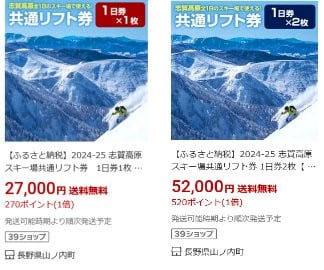 志賀高原全18のスキー場で使える
共通リフト券
1日券
×1枚
【ふるさと納税】2024-25 志賀高原
スキー場共通リフト券 1日券1枚 …
27,000円 送料無料
270ポイント(1倍)
発送可能時期より順次発送予定
39ショップ
長野県山ノ内町
志賀高原全18のスキー場で使える
共通リフト券
1日券
×2枚
【ふるさと納税】2024-25 志賀高原
スキー場共通リフト券 1日券2枚【 …
52,000円 送料無料
520ポイント(1倍)
発送可能時期より順次発送予定
39ショップ
長野県山ノ内町